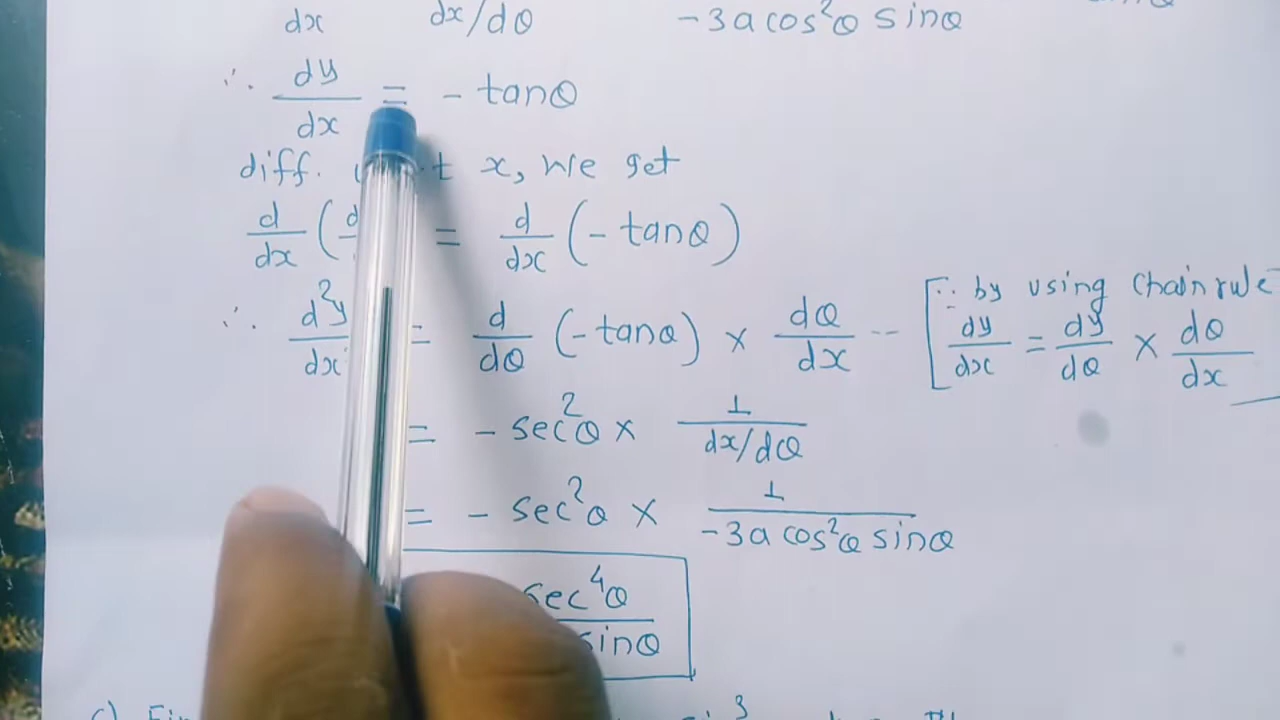 dx dx/dθ -3a cos²θ sinθ
∴ dy/dx = - tanθ
diff. t x, We get
d/dx ( = d/dx (- tanθ)
∴ d²y/dx = d/dθ (- tanθ) × dθ/dx -- [∵ by using Chain rule
dy/dx = dy/dθ × dθ/dx
= - sec²θ × 1/(dx/dθ)
= - sec²θ × 1/(-3a cos²θ sinθ)
sec⁴θ / sinθ
c)